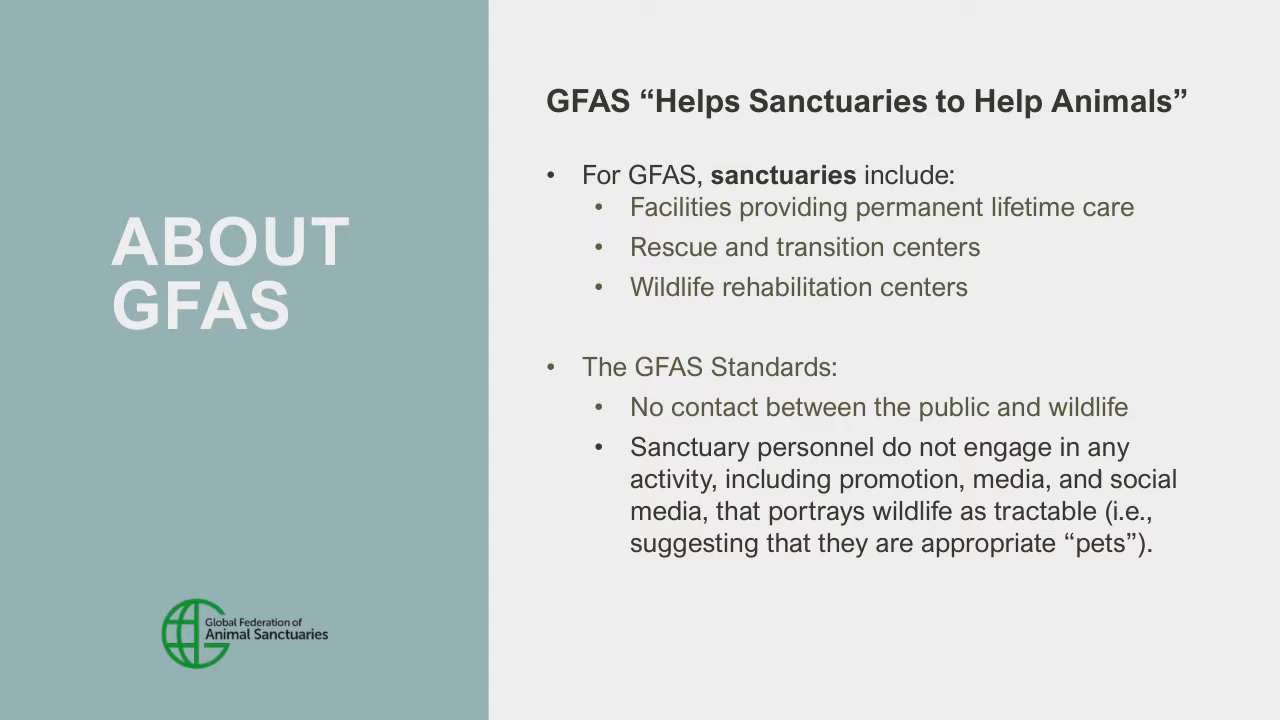 ABOUT
GFAS
Global Federation of
Animal Sanctuaries
GFAS “Helps Sanctuaries to Help Animals”
• For GFAS, sanctuaries include:
• Facilities providing permanent lifetime care
• Rescue and transition centers
• Wildlife rehabilitation centers
• The GFAS Standards:
• No contact between the public and wildlife
• Sanctuary personnel do not engage in any
activity, including promotion, media, and social
media, that portrays wildlife as tractable (i.e.,
suggesting that they are appropriate “pets”).